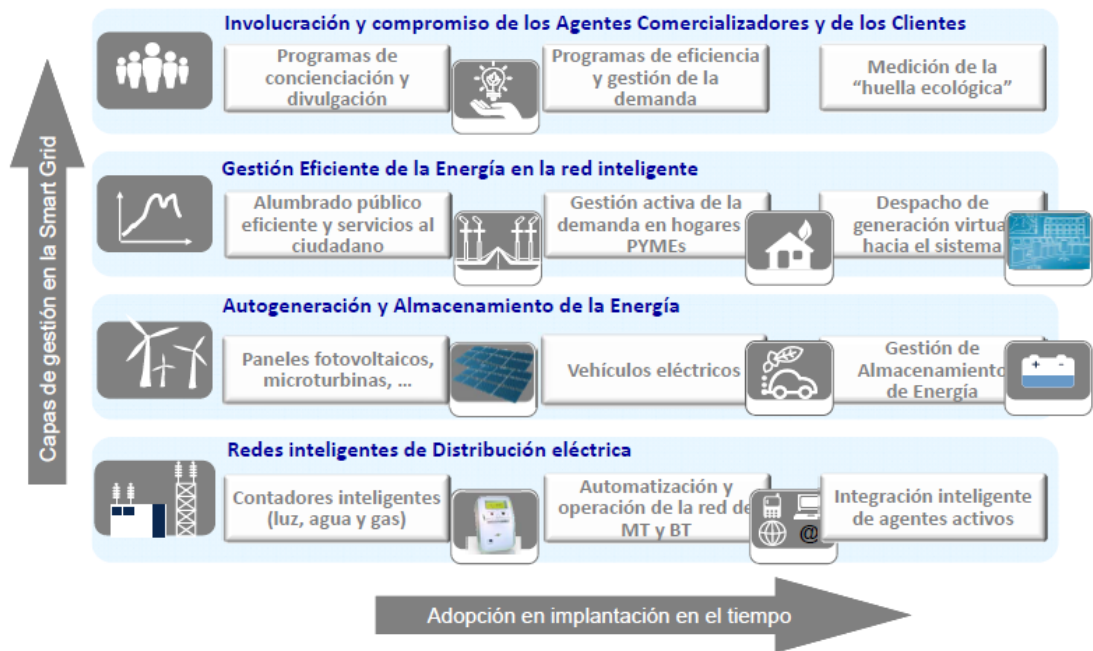 Involucración y compromiso de los Agentes Comercializadores y de los Clientes
Programas de
concienciación y
divulgación
Programas de eficiencia
y gestión de la
demanda
Medición de la
“huella ecológica”
Gestión Eficiente de la Energía en la red inteligente
Alumbrado público
eficiente y servicios al
ciudadano
Gestión activa de la
demanda en hogares
PYMEs
Despacho de
generación virtua
hacia el sistema
Autogeneración y Almacenamiento de la Energía
Paneles fotovoltaicos,
microturbinas, ...
Vehículos eléctricos
Gestión de
Almacenamiento
de Energía
+ -
Redes inteligentes de Distribución eléctrica
Contadores inteligentes
(luz, agua y gas)
Automatización y
operación de la red de
MT y BT
@
Integración inteligente
de agentes activos
Capas de gestión en la Smart Grid
Adopción en implantación en el tiempo